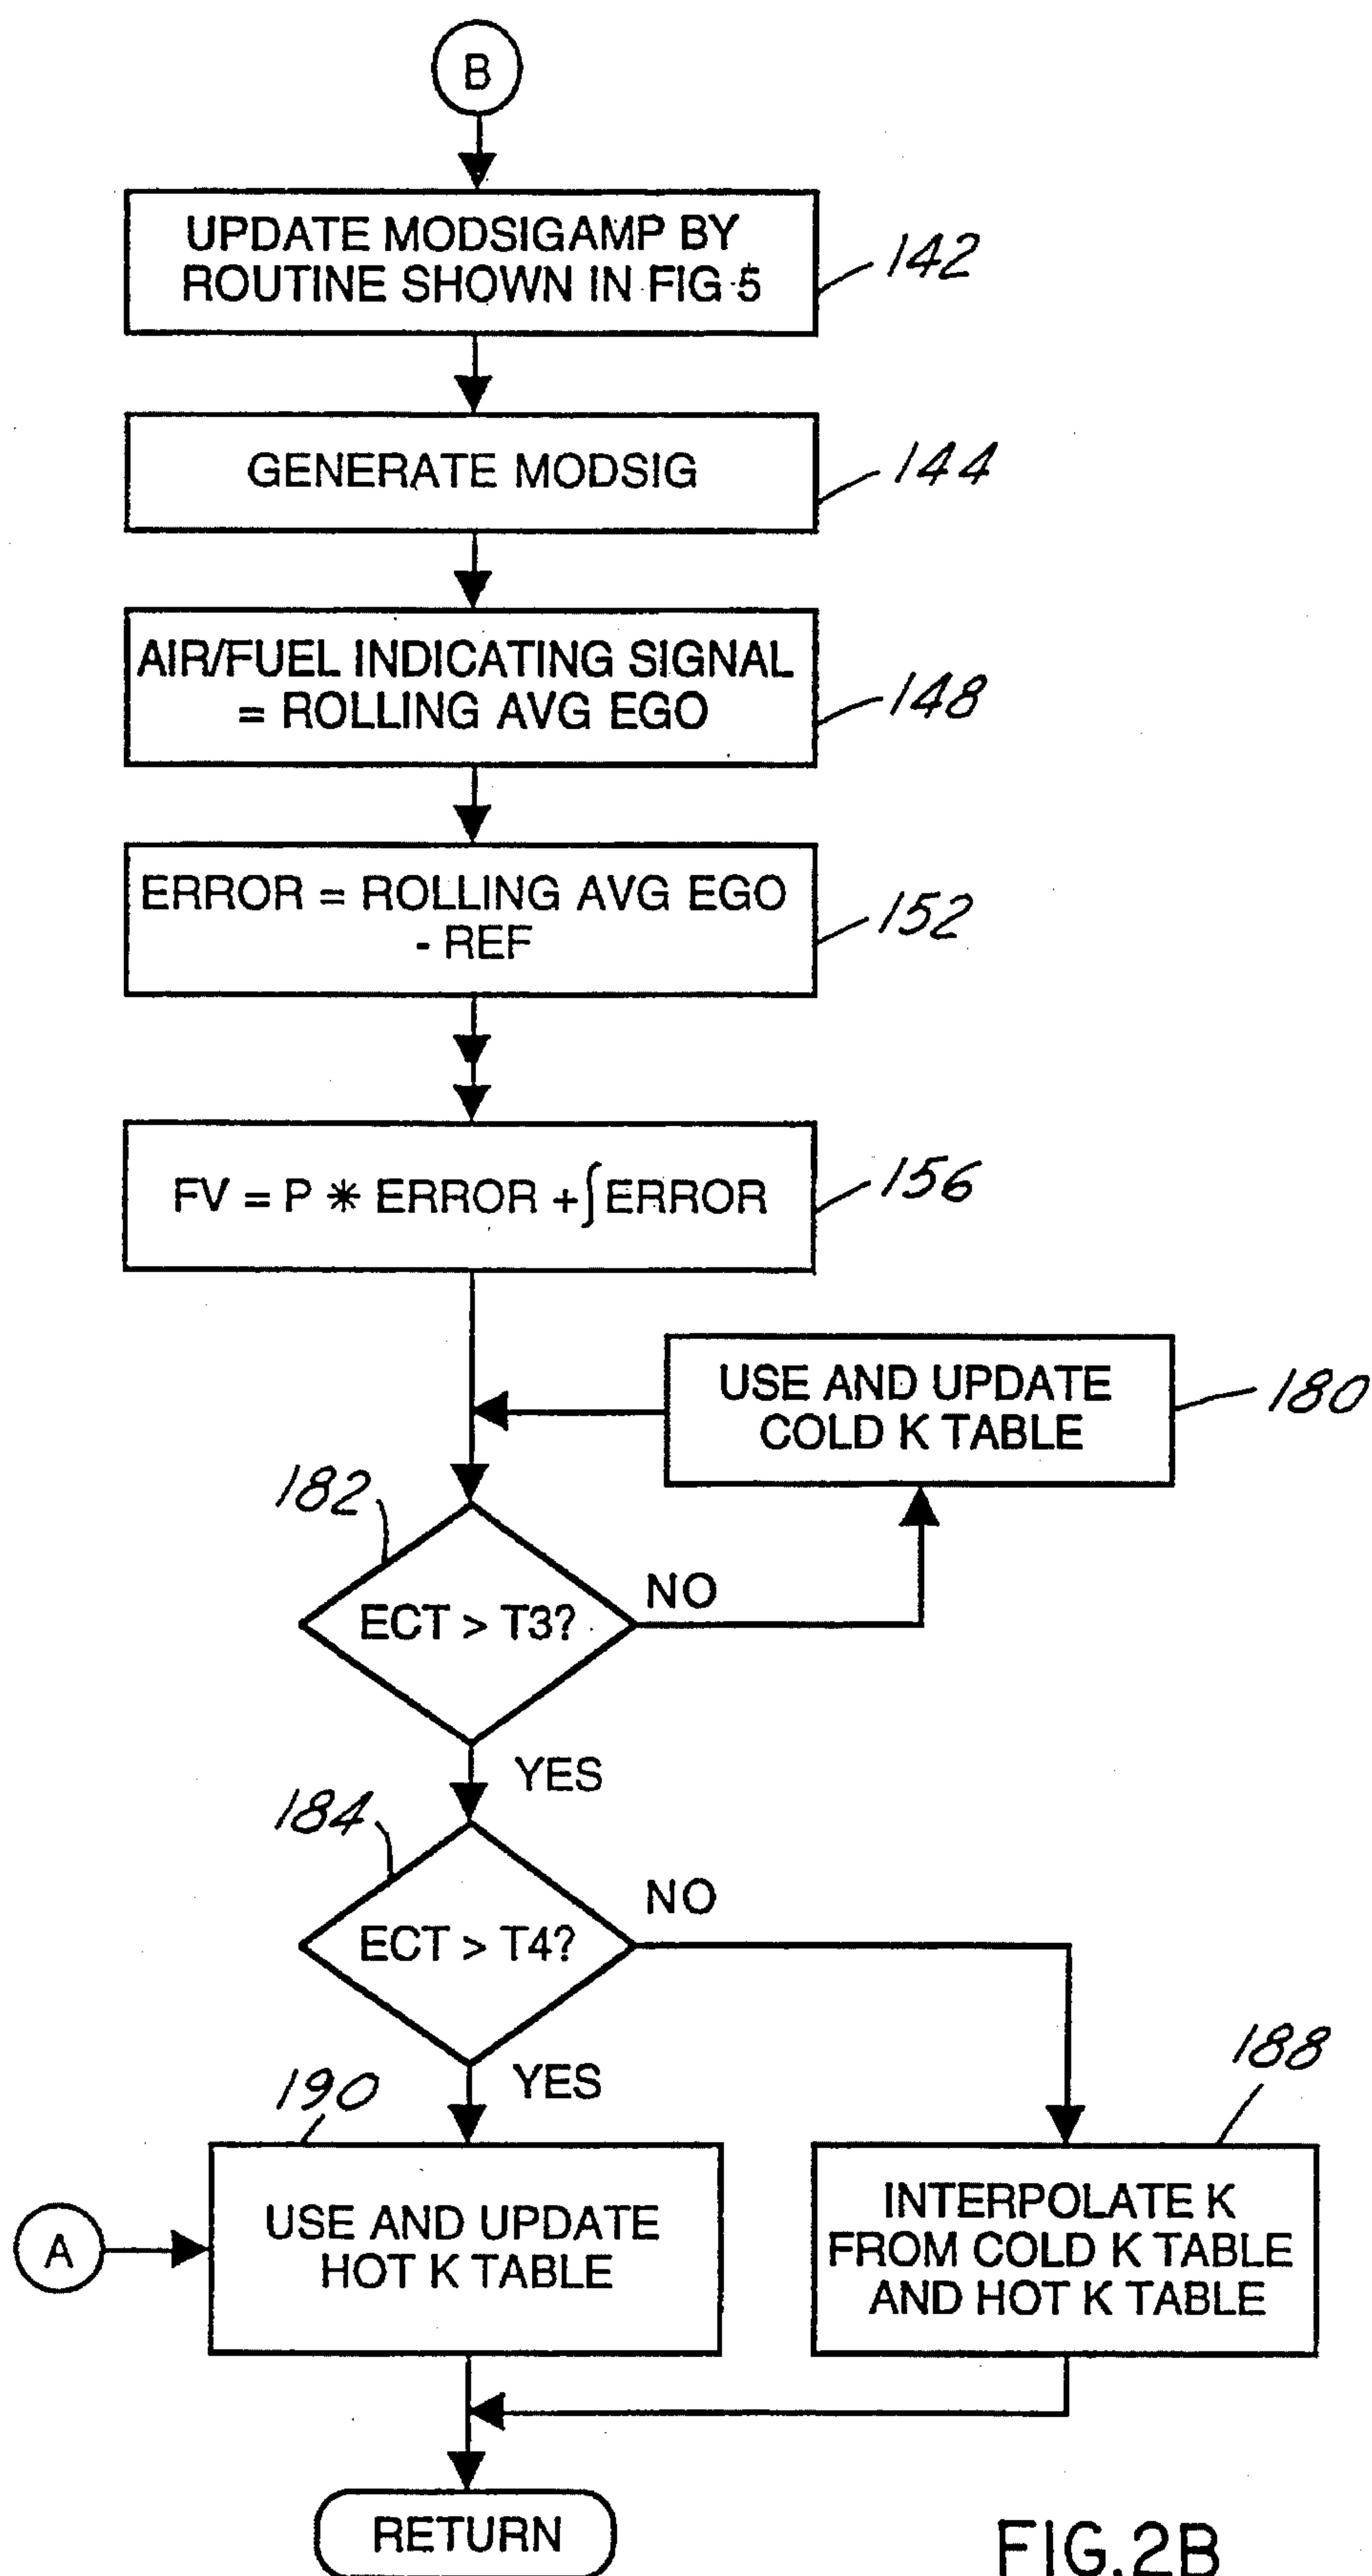 B
UPDATE MODSIGAMP BY
ROUTINE SHOWN IN FIG 5
142
GENERATE MODSIG
144
AIR/FUEL INDICATING SIGNAL
= ROLLING AVG EGO
148
ERROR = ROLLING AVG EGO
- REF
152
FV = P * ERROR + ∫ ERROR
156
USE AND UPDATE
COLD K TABLE
180
182
ECT > T3?
NO
YES
184
ECT > T4?
NO
YES
190
188
A
USE AND UPDATE
HOT K TABLE
INTERPOLATE K
FROM COLD K TABLE
AND HOT K TABLE
RETURN
FIG.2B